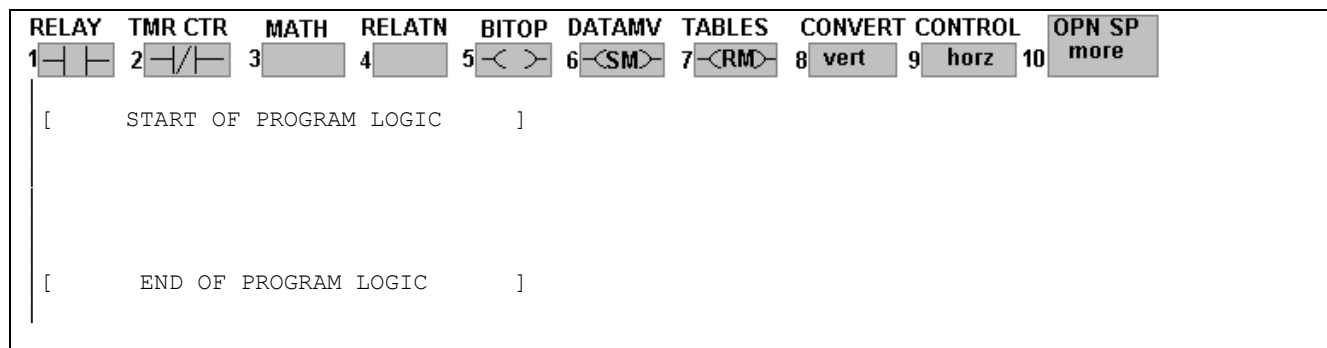 RELAY TMR CTR MATH RELATN BITOP DATAMV TABLES CONVERT CONTROL OPN SP
1 2 3 4 5 6 SM 7 RM 8 vert 9 horz 10 more
[ START OF PROGRAM LOGIC ]
[ END OF PROGRAM LOGIC ]